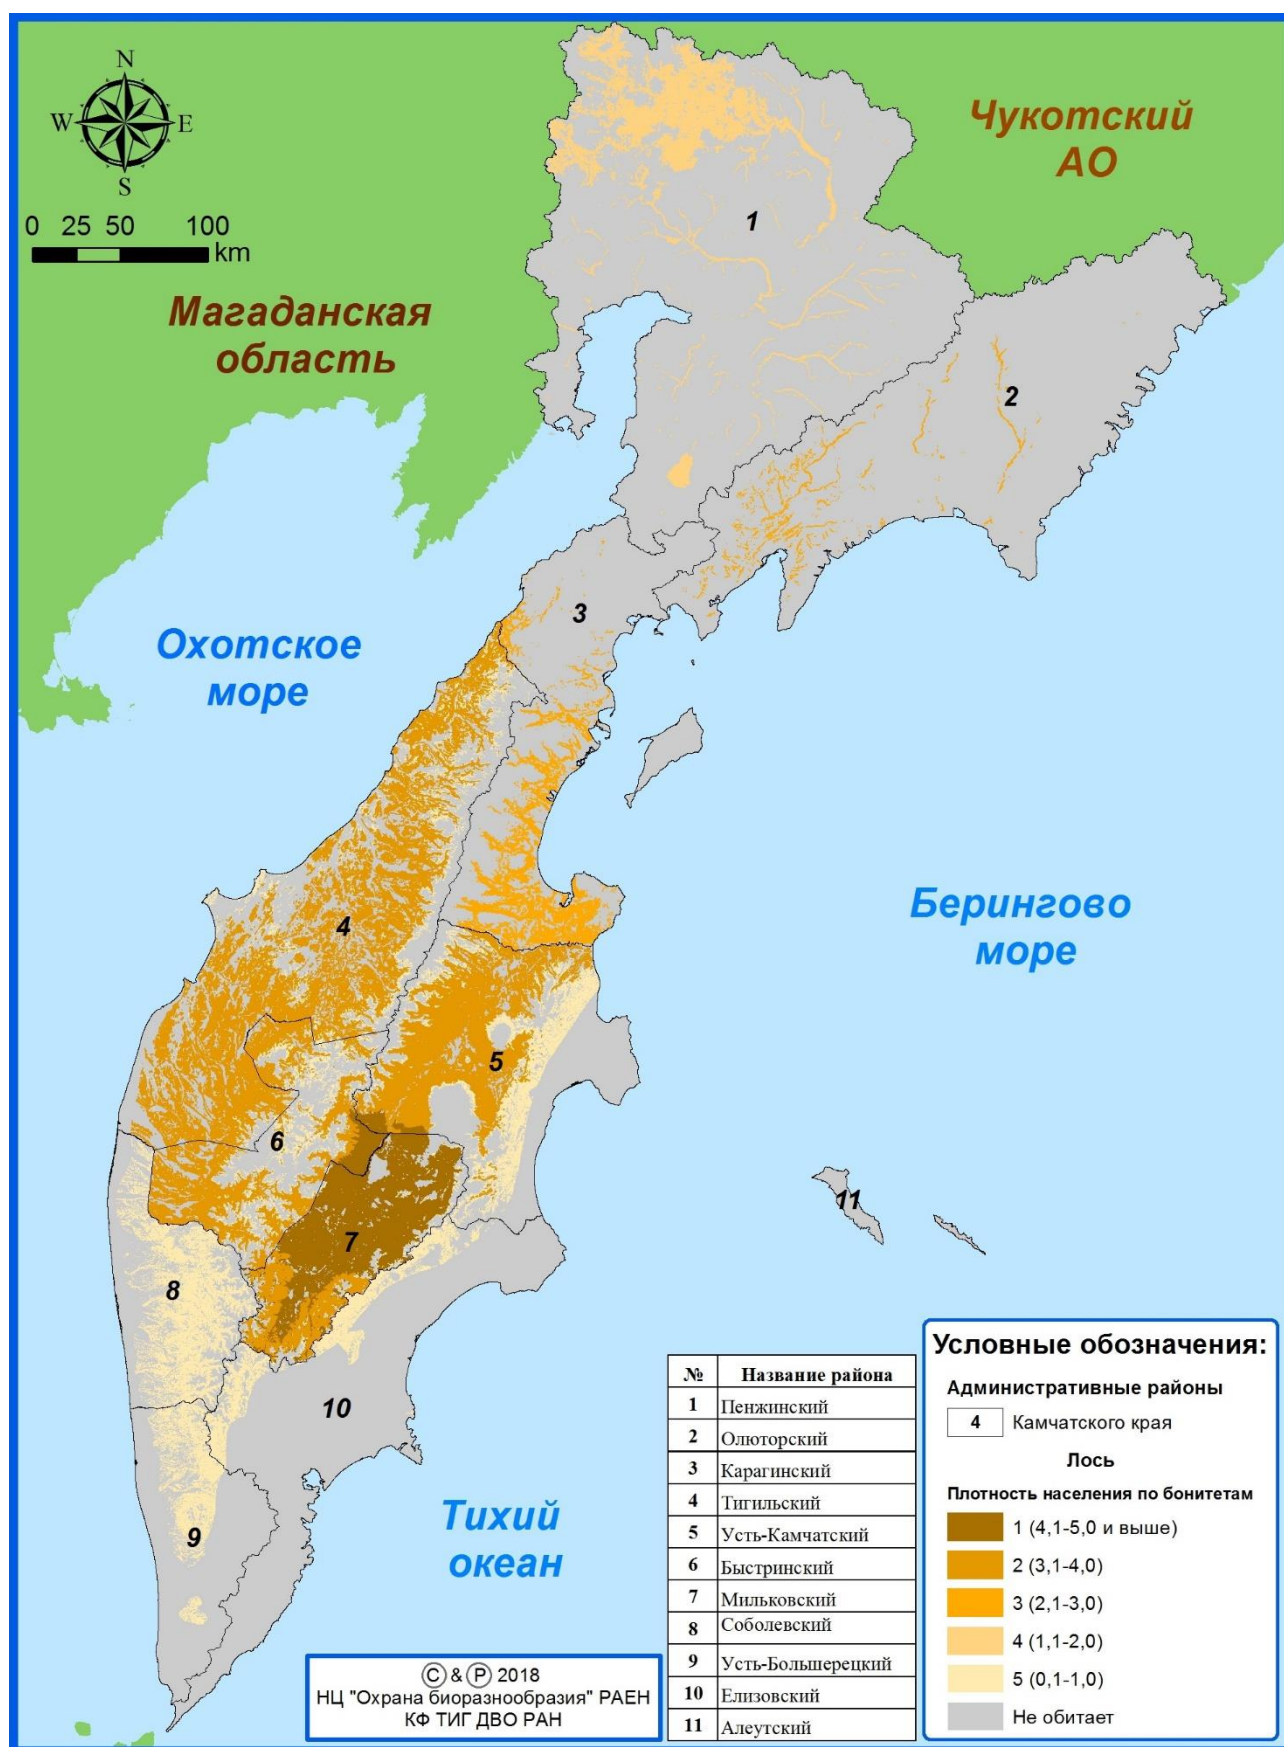 N
W
E
S
0 25 50 100
km
Чукотский
АО
1
Магаданская
область
2
3
Охотское
море
4
Берингово
море
5
6
11
7
8
10
9
Тихий
океан
№ Название района
1 Пенжинский
2 Олюторский
3 Карагинский
4 Тигильский
5 Усть-Камчатский
6 Быстринский
7 Мильковский
8 Соболевский
9 Усть-Большерецкий
10 Елизовский
11 Алеутский
Условные обозначения:
Административные районы
4 Камчатского края
Лось
Плотность населения по бонитетам
1 (4,1-5,0 и выше)
2 (3,1-4,0)
3 (2,1-3,0)
4 (1,1-2,0)
5 (0,1-1,0)
Не обитает
Ⓒ & Ⓟ 2018
НЦ "Охрана биоразнообразия" РАЕН
КФ ТИГ ДВО РАН